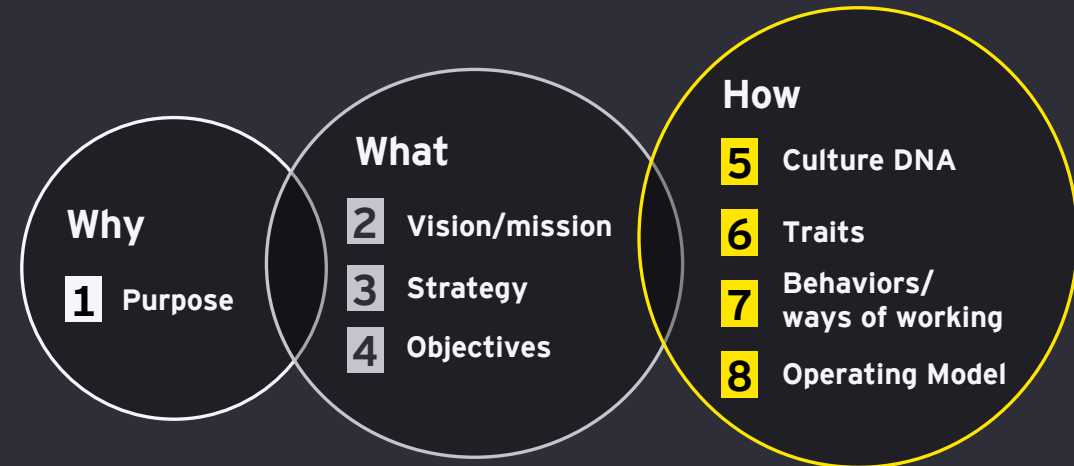 Why
1 Purpose
What
2 Vision/mission
3 Strategy
4 Objectives
How
5 Culture DNA
6 Traits
7 Behaviors/
ways of working
8 Operating Model